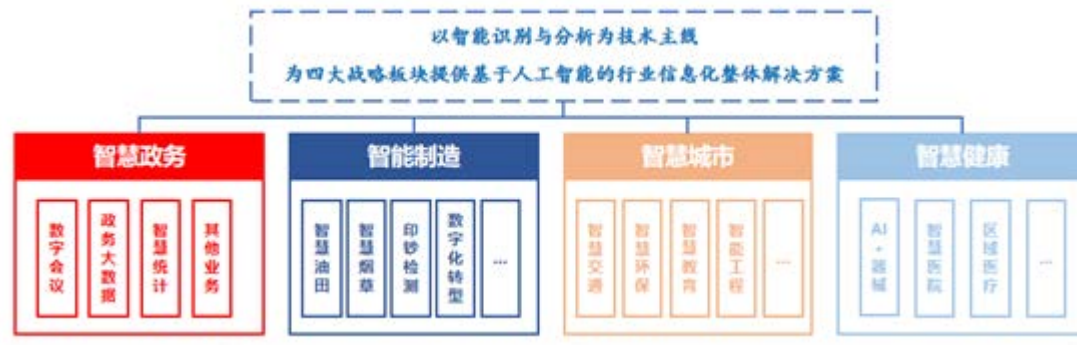 以智能识别与分析为技术主线
为四大战略板块提供基于人工智能的行业信息化整体解决方案
智慧政务
数字会议
政务大数据
智慧统计
其他业务
智能制造
智慧油田
智慧烟草
印钞检测
数字化转型
...
智慧城市
智慧交通
智慧环保
智慧教育
智能工程
...
智慧健康
AI+器械
智慧医院
区域医疗
...